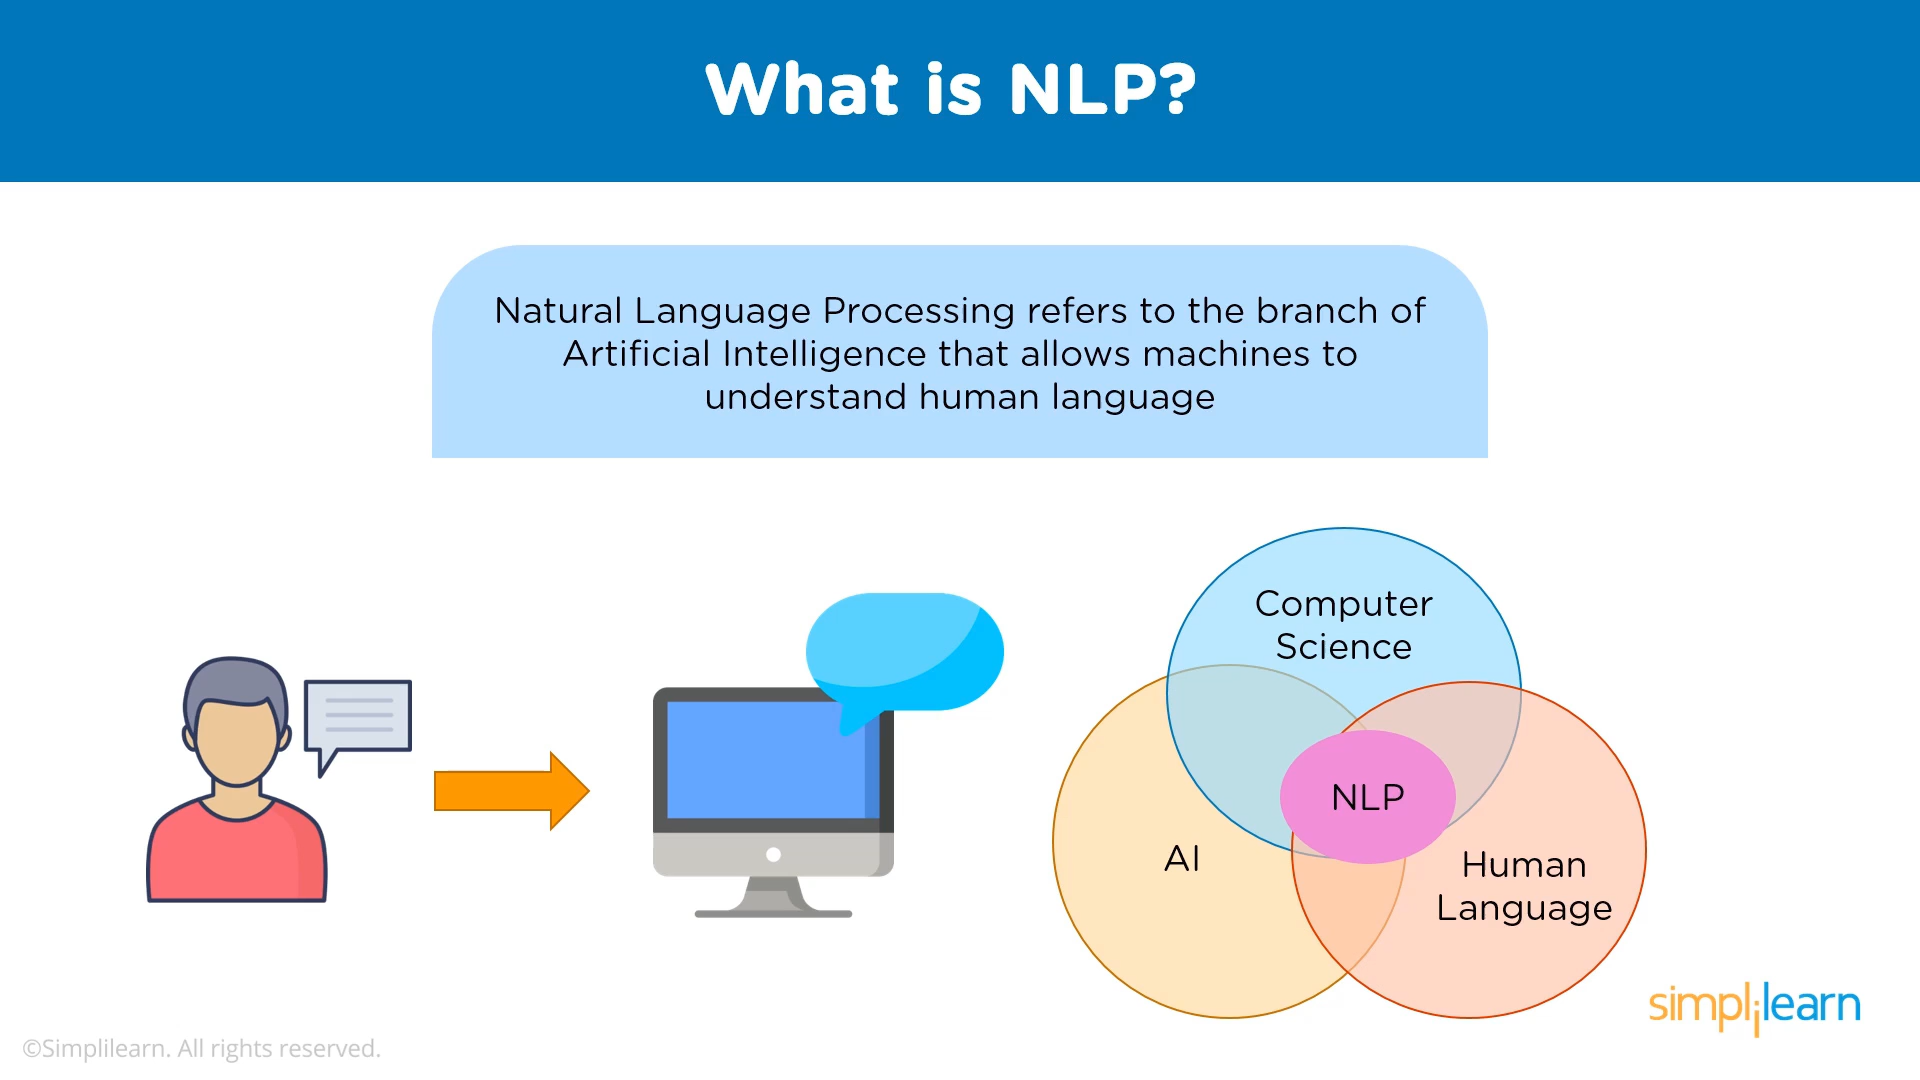 What is NLP?
Natural Language Processing refers to the branch of
Artificial Intelligence that allows machines to
understand human language
Computer
Science
NLP
AI
Human
Language
simplilearn
©Simplilearn. All rights reserved.